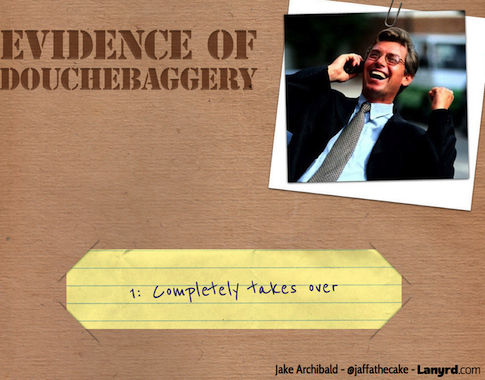 EVIDENCE OF
DOUCHEBAGGERY
1: Completely takes over
Jake Archibald - @jaffathecake - Lanyrd.com